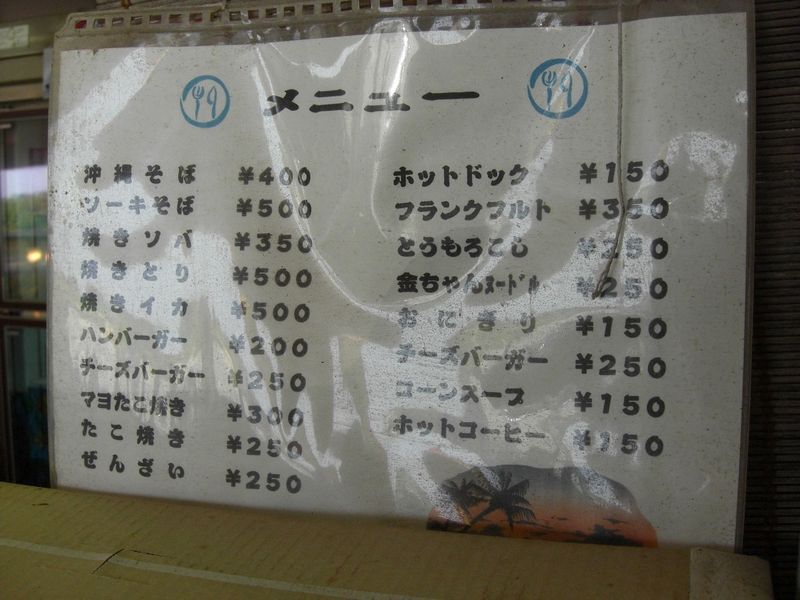 メニュー
沖縄そば ¥400
ソーキそば ¥500
焼きソバ ¥350
焼きとり ¥500
焼きイカ ¥500
ハンバーガー ¥200
チーズバーガー ¥250
マヨたこ焼き ¥300
たこ焼き ¥250
ぜんざい ¥250
ホットドック ¥150
フランクフルト ¥350
とうもろこし ¥250
金ちゃんヌードル ¥250
おにぎり ¥150
チーズバーガー ¥250
コーンスープ ¥150
ホットコーヒー ¥150